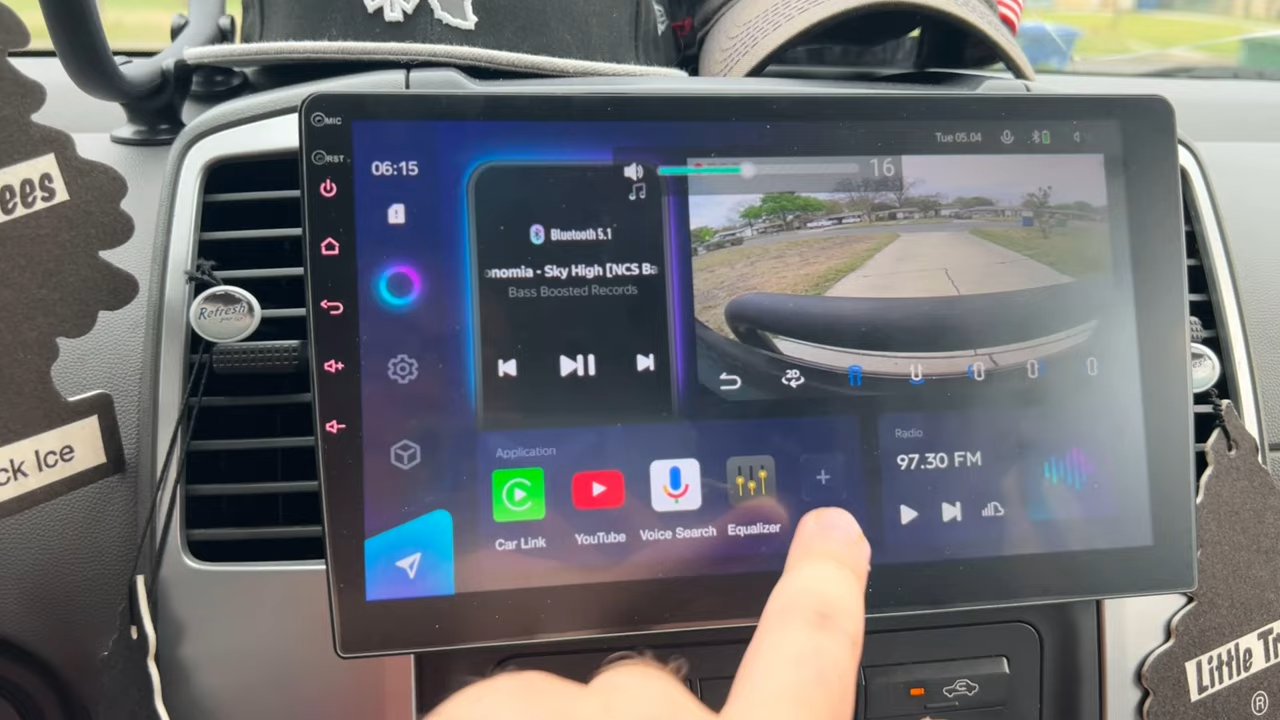 MIC
RST
06:15
Tue 05.04
16
Bluetooth 5.1
onomia - Sky High [NCS Ba
Bass Boosted Records
2D
Application
Car Link
YouTube
Voice Search
Equalizer
Radio
97.30 FM
ees
ck Ice
Refresh
Little Tr
®